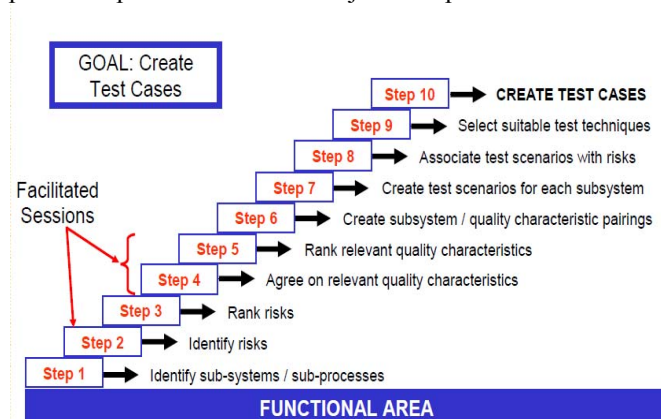 GOAL: Create
Test Cases
Step 10 CREATE TEST CASES
Step 9 Select suitable test techniques
Step 8 Associate test scenarios with risks
Step 7 Create test scenarios for each subsystem
Facilitated
Sessions
Step 6 Create subsystem / quality characteristic pairings
Step 5 Rank relevant quality characteristics
Step 4 Agree on relevant quality characteristics
Step 3 Rank risks
Step 2 Identify risks
Step 1 Identify sub-systems / sub-processes
FUNCTIONAL AREA